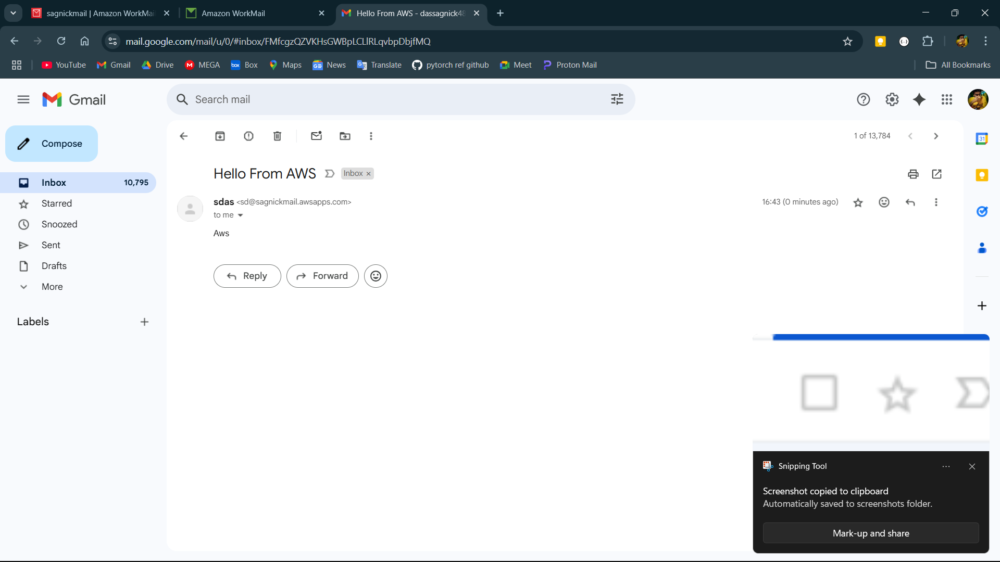 sagnickmail | Amazon WorkMai
Amazon WorkMail
Hello From AWS - dassagnick48
mail.google.com/mail/u/0/#inbox/FMfcgzQZVKHsGWBpLCLlRLqvbpDbjfMQ
YouTube
Gmail
Drive
MEGA
box
Box
Maps
News
Translate
pytorch ref github
Meet
Proton Mail
All Bookmarks
Gmail
Search mail
Compose
1 of 13,784
31
Inbox 10,795
Hello From AWS
Inbox ×
Starred
sdas <sd@sagnickmail.awsapps.com>
16:43 (0 minutes ago)
to me
Snoozed
Aws
Sent
Drafts
Reply
Forward
More
Labels
Snipping Tool
Screenshot copied to clipboard
Automatically saved to screenshots folder.
Mark-up and share